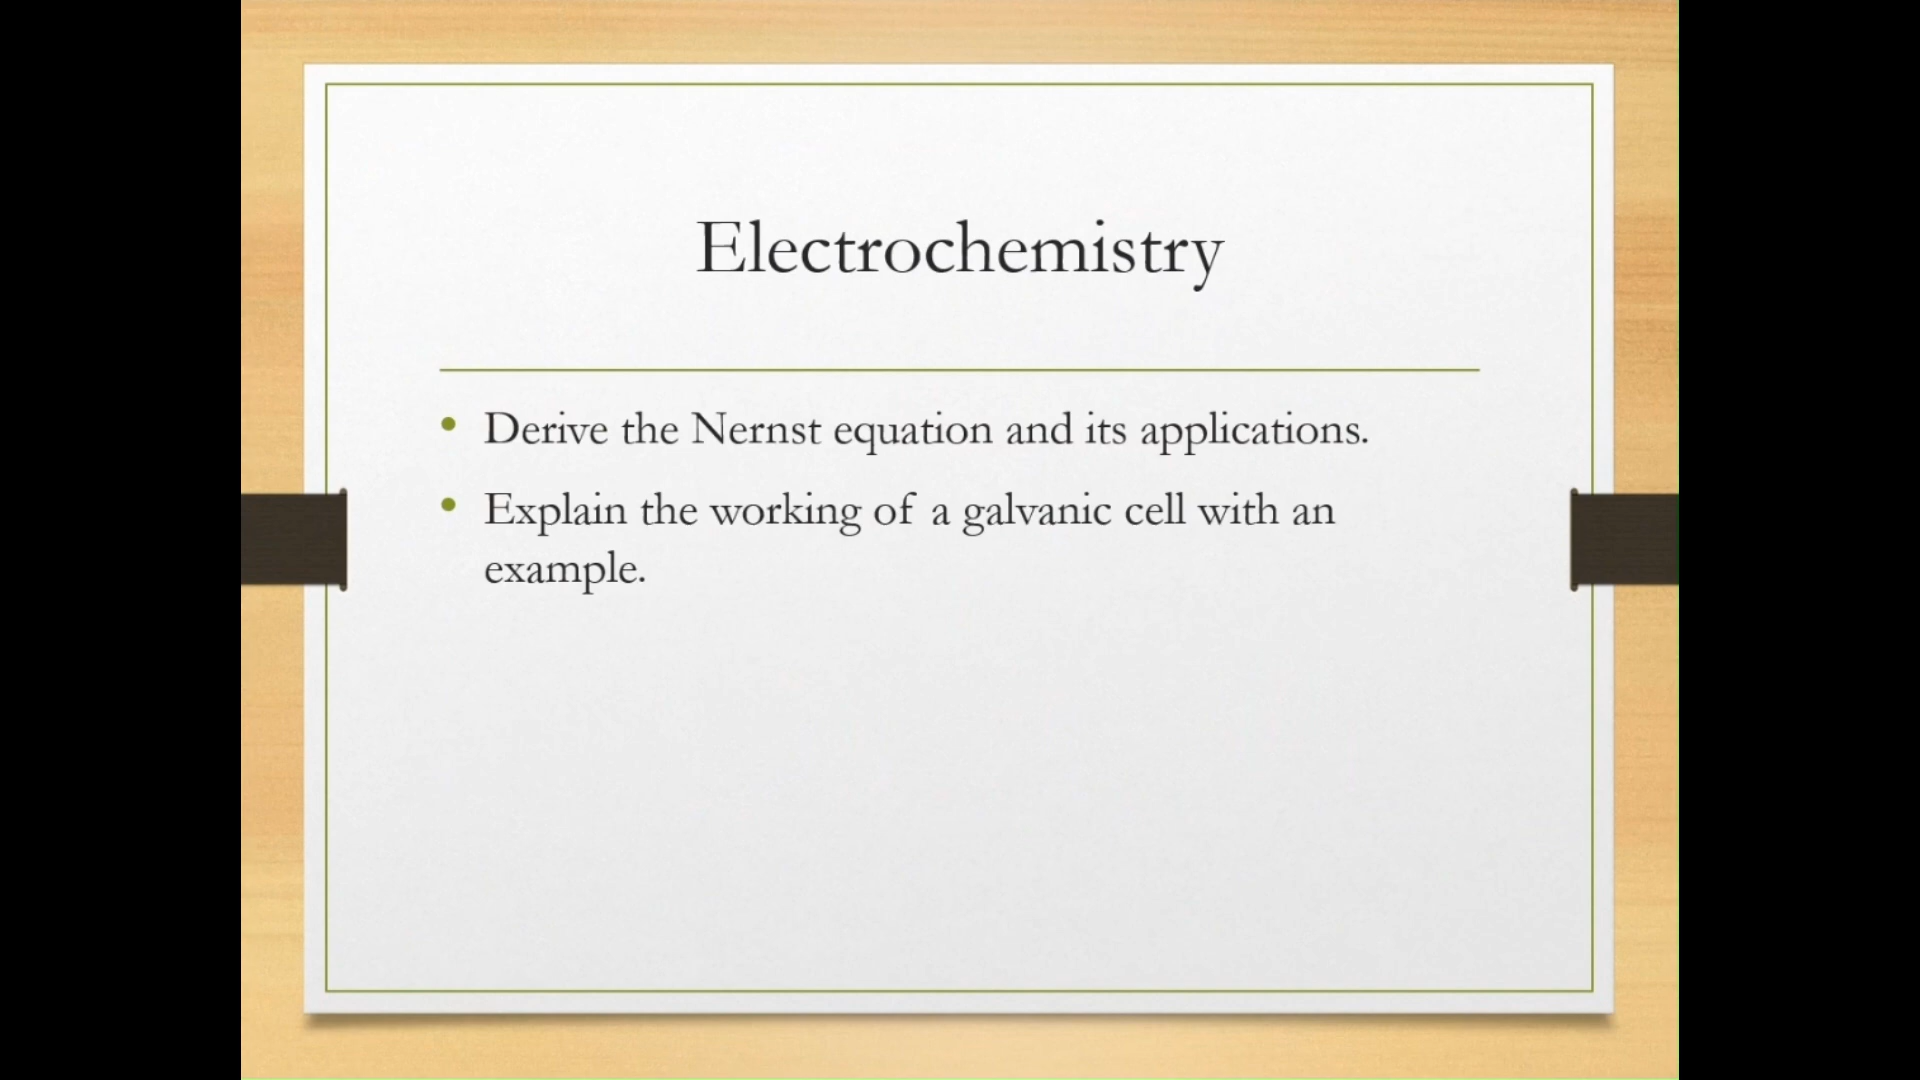 Electrochemistry
• Derive the Nernst equation and its applications.
• Explain the working of a galvanic cell with an
example.